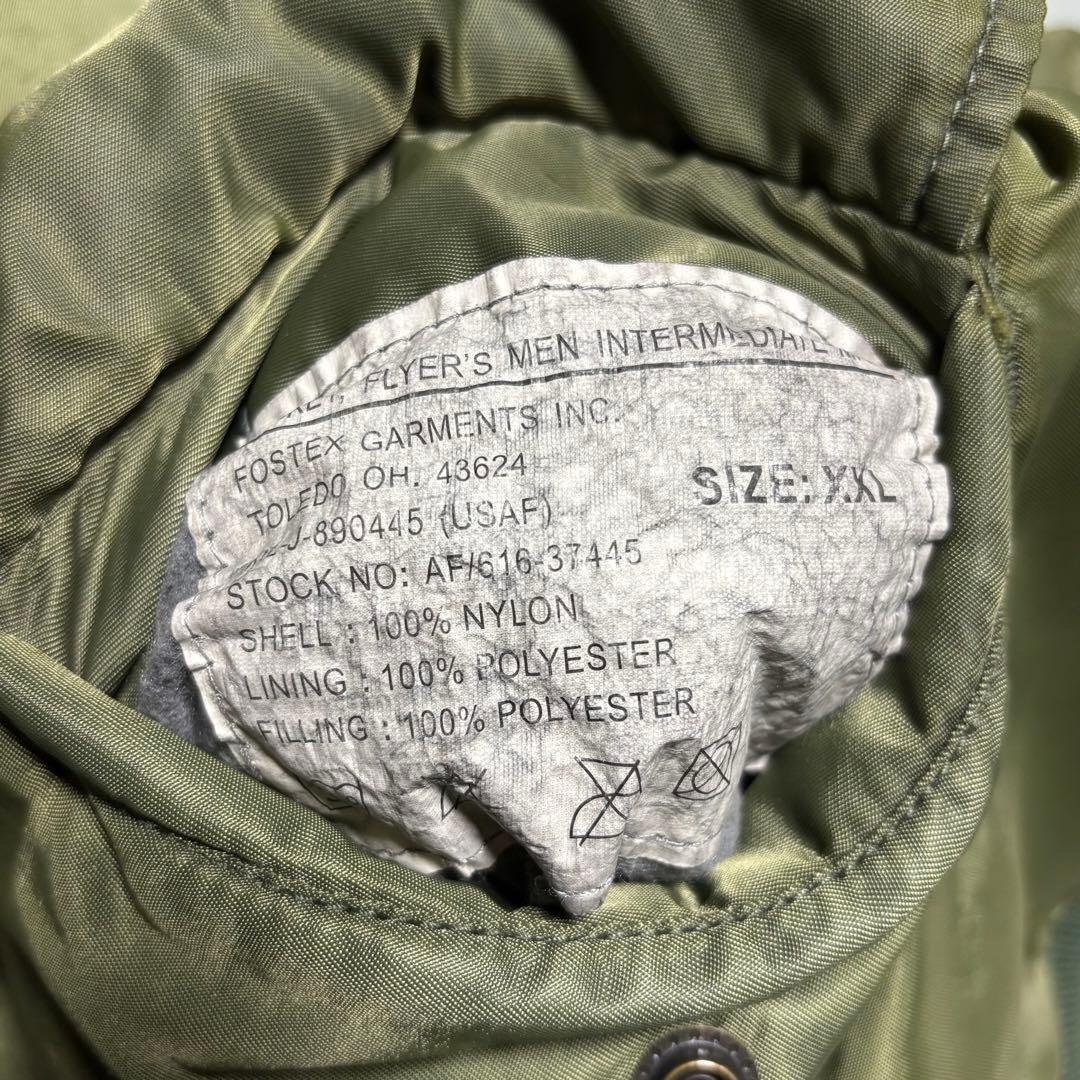 FLYER'S MEN INTERMEDIATE
FOSTEX GARMENTS INC.
TOLEDO OH. 43624
J-890445 (USAF)
SIZE: XXL
STOCK NO: AF/616-37445
SHELL : 100% NYLON
LINING : 100% POLYESTER
FILLING : 100% POLYESTER